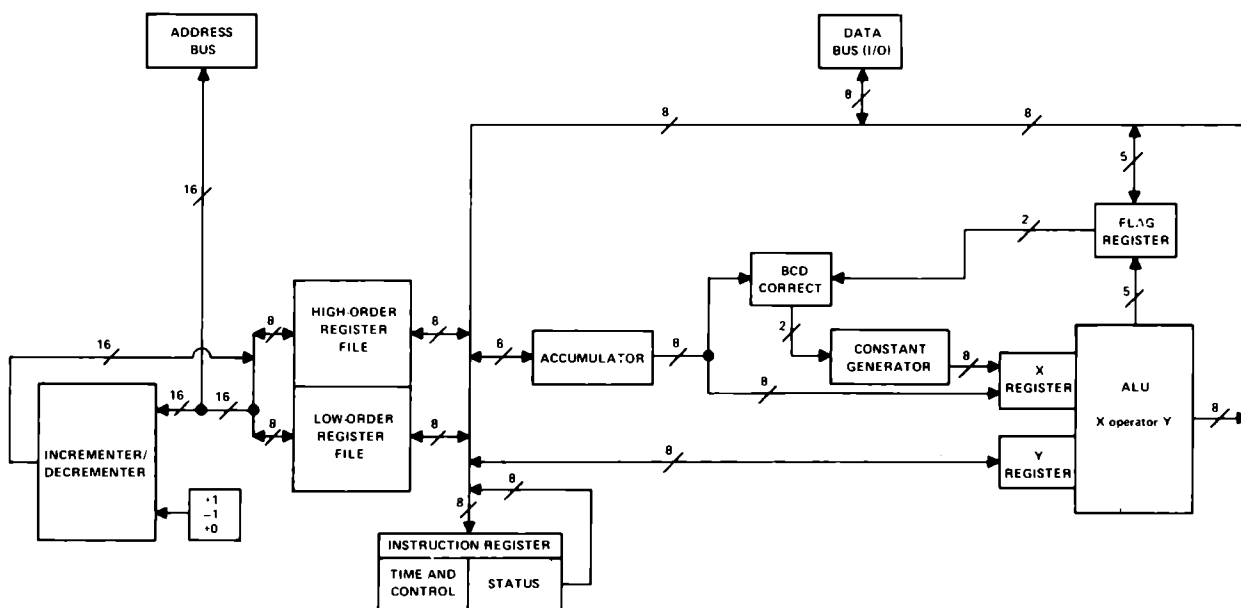 ADDRESS
BUS
DATA
BUS (I/O)
8
8
8
5
16
2
FLAG
REGISTER
BCD
CORRECT
5
HIGH-ORDER
REGISTER
FILE
8
8
2
16
8
ACCUMULATOR
8
CONSTANT
GENERATOR
8
X
REGISTER
ALU
X operator Y
8
8
16
16
LOW-ORDER
REGISTER
FILE
8
8
INCREMENTER/
DECREMENTER
8
Y
REGISTER
+1
-1
+0
8
8
INSTRUCTION REGISTER
TIME AND
CONTROL
STATUS